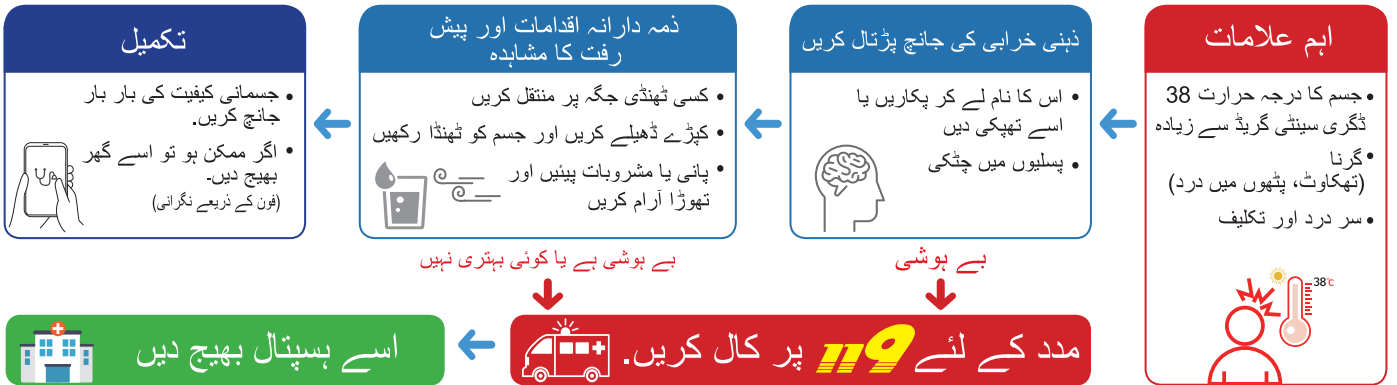 اہم علامات
• جسم کا درجہ حرارت 38
ڈگری سینٹی گریڈ سے زیادہ
• گرنا
(تھکاوٹ، پٹھوں میں درد)
• سر درد اور تکلیف
38℃
ذہنی خرابی کی جانچ پڑتال کریں
• اس کا نام لے کر پکاریں یا
اسے تھپکی دیں
• پسلیوں میں چٹکی
بے ہوشی
ذمہ دارانہ اقدامات اور پیش
رفت کا مشاہدہ
• کسی ٹھنڈی جگہ پر منتقل کریں
• کپڑے ڈھیلے کریں اور جسم کو ٹھنڈا رکھیں
• پانی یا مشروبات پیئیں اور
تھوڑا آرام کریں
بے ہوشی ہے یا کوئی بہتری نہیں
تکمیل
• جسمانی کیفیت کی بار بار
جانچ کریں.
• اگر ممکن ہو تو اسے گھر
بھیج دیں۔
(فون کے ذریعے نگرانی)
مدد کے لئے 119 پر کال کریں.
اسے ہسپتال بھیج دیں